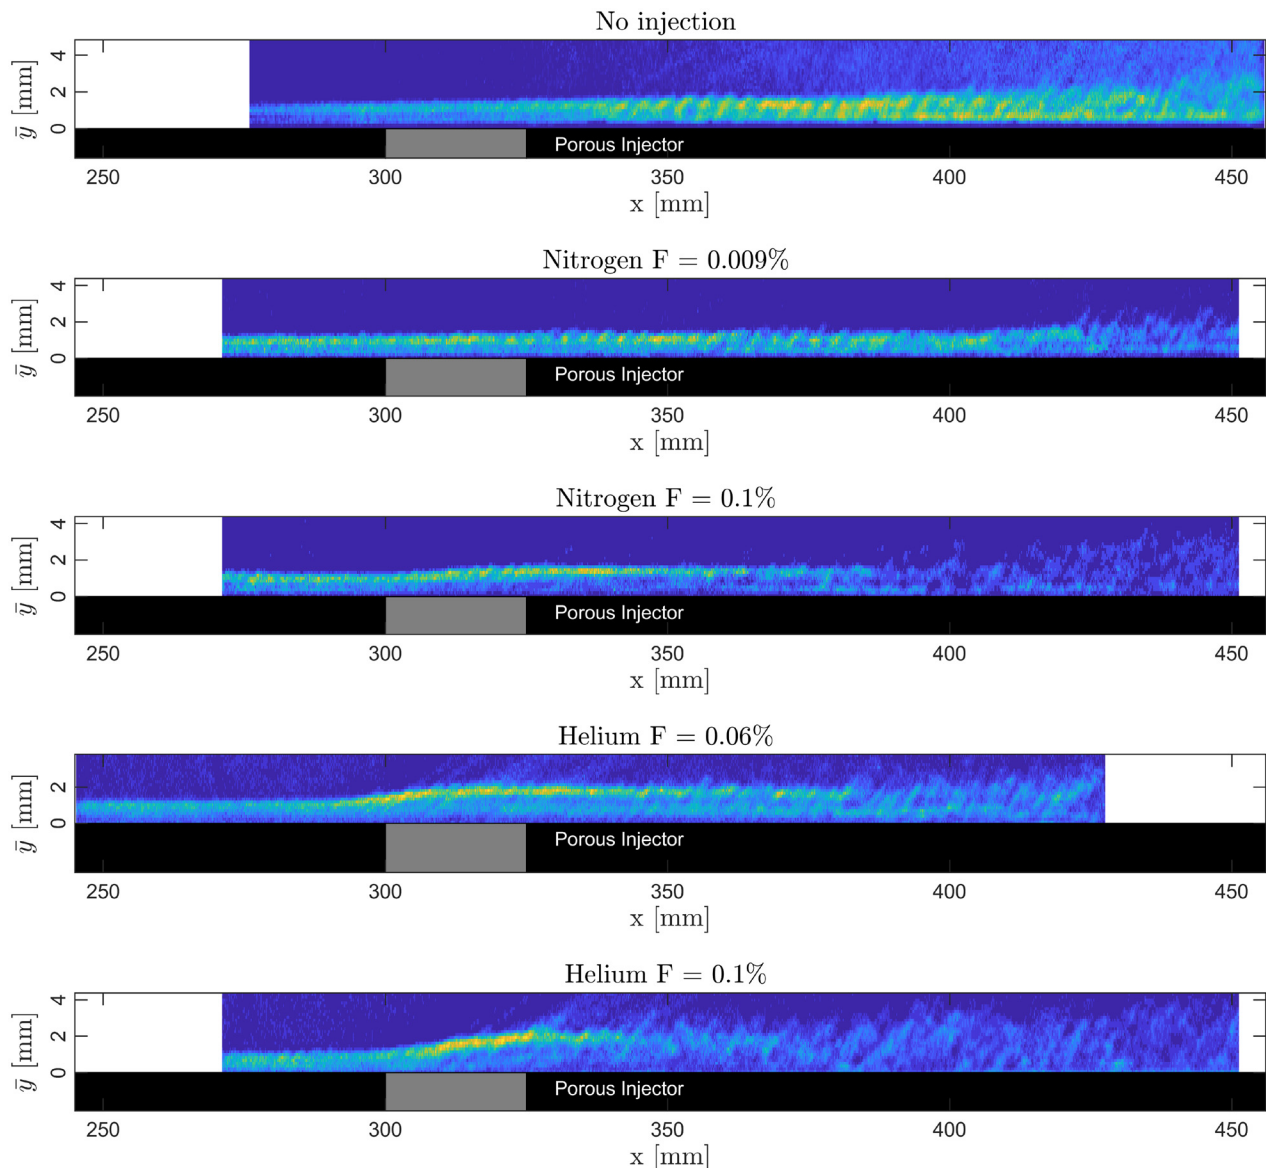 No injection
ȳ [mm]
4
2
0
Porous Injector
250 300 350 400 450
x [mm]
Nitrogen F = 0.009%
ȳ [mm]
4
2
0
Porous Injector
250 300 350 400 450
x [mm]
Nitrogen F = 0.1%
ȳ [mm]
4
2
0
Porous Injector
250 300 350 400 450
x [mm]
Helium F = 0.06%
ȳ [mm]
2
0
Porous Injector
250 300 350 400 450
x [mm]
Helium F = 0.1%
ȳ [mm]
4
2
0
Porous Injector
250 300 350 400 450
x [mm]